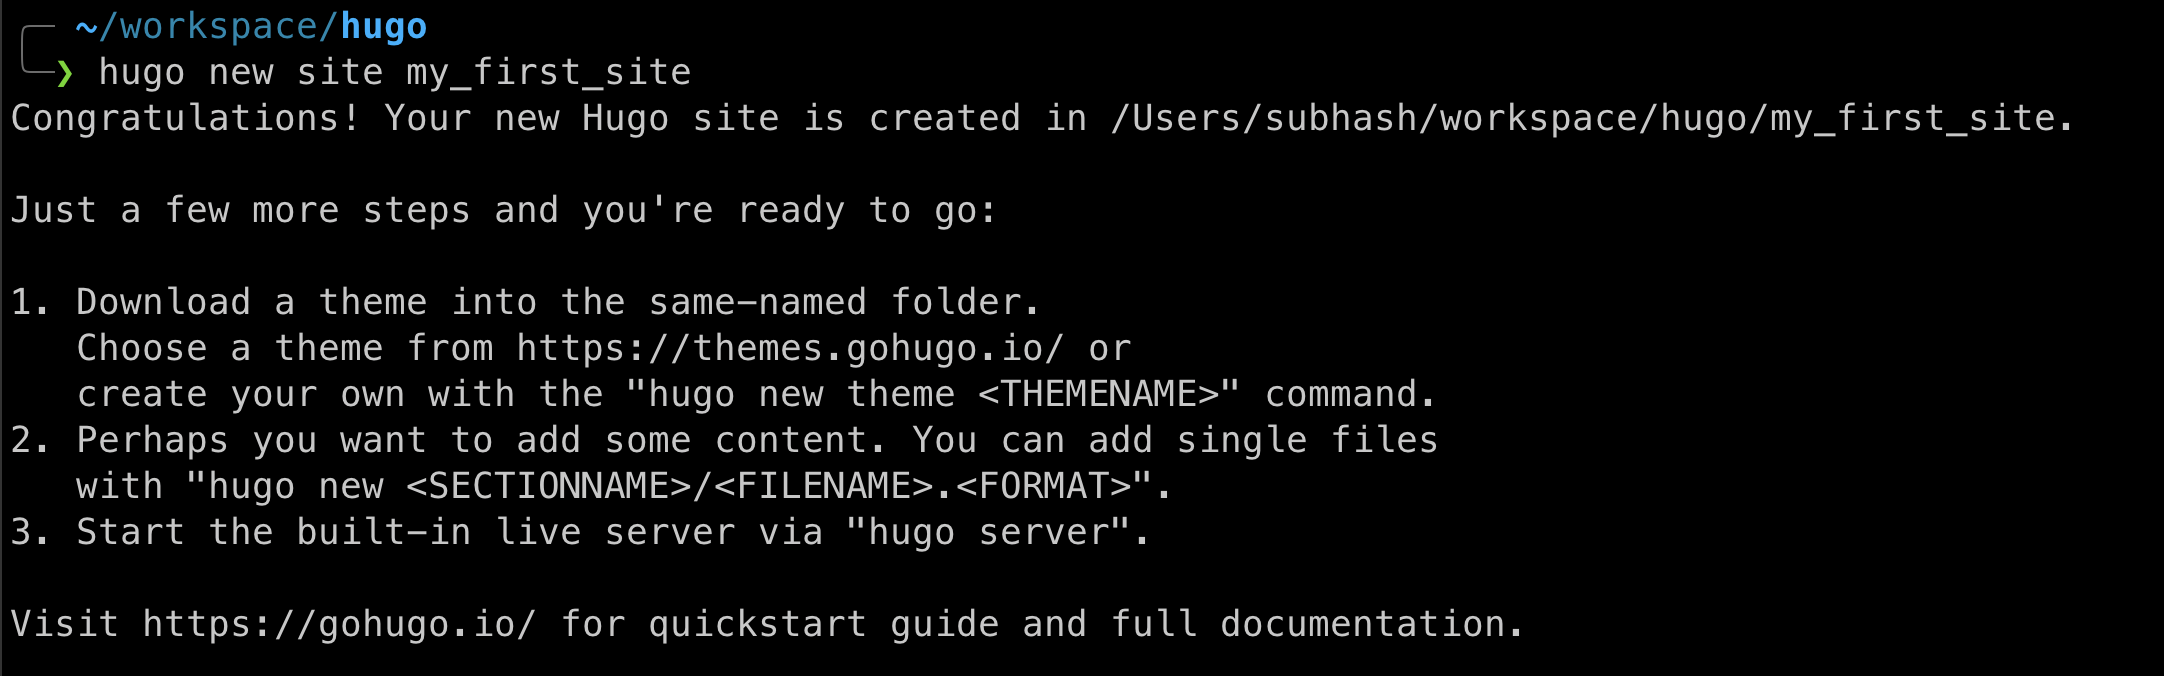 ~/workspace/hugo
❯ hugo new site my_first_site
Congratulations! Your new Hugo site is created in /Users/subhash/workspace/hugo/my_first_site.
Just a few more steps and you're ready to go:
1. Download a theme into the same-named folder.
   Choose a theme from https://themes.gohugo.io/ or
   create your own with the "hugo new theme <THEMENAME>" command.
2. Perhaps you want to add some content. You can add single files
   with "hugo new <SECTIONNAME>/<FILENAME>.<FORMAT>".
3. Start the built-in live server via "hugo server".
Visit https://gohugo.io/ for quickstart guide and full documentation.